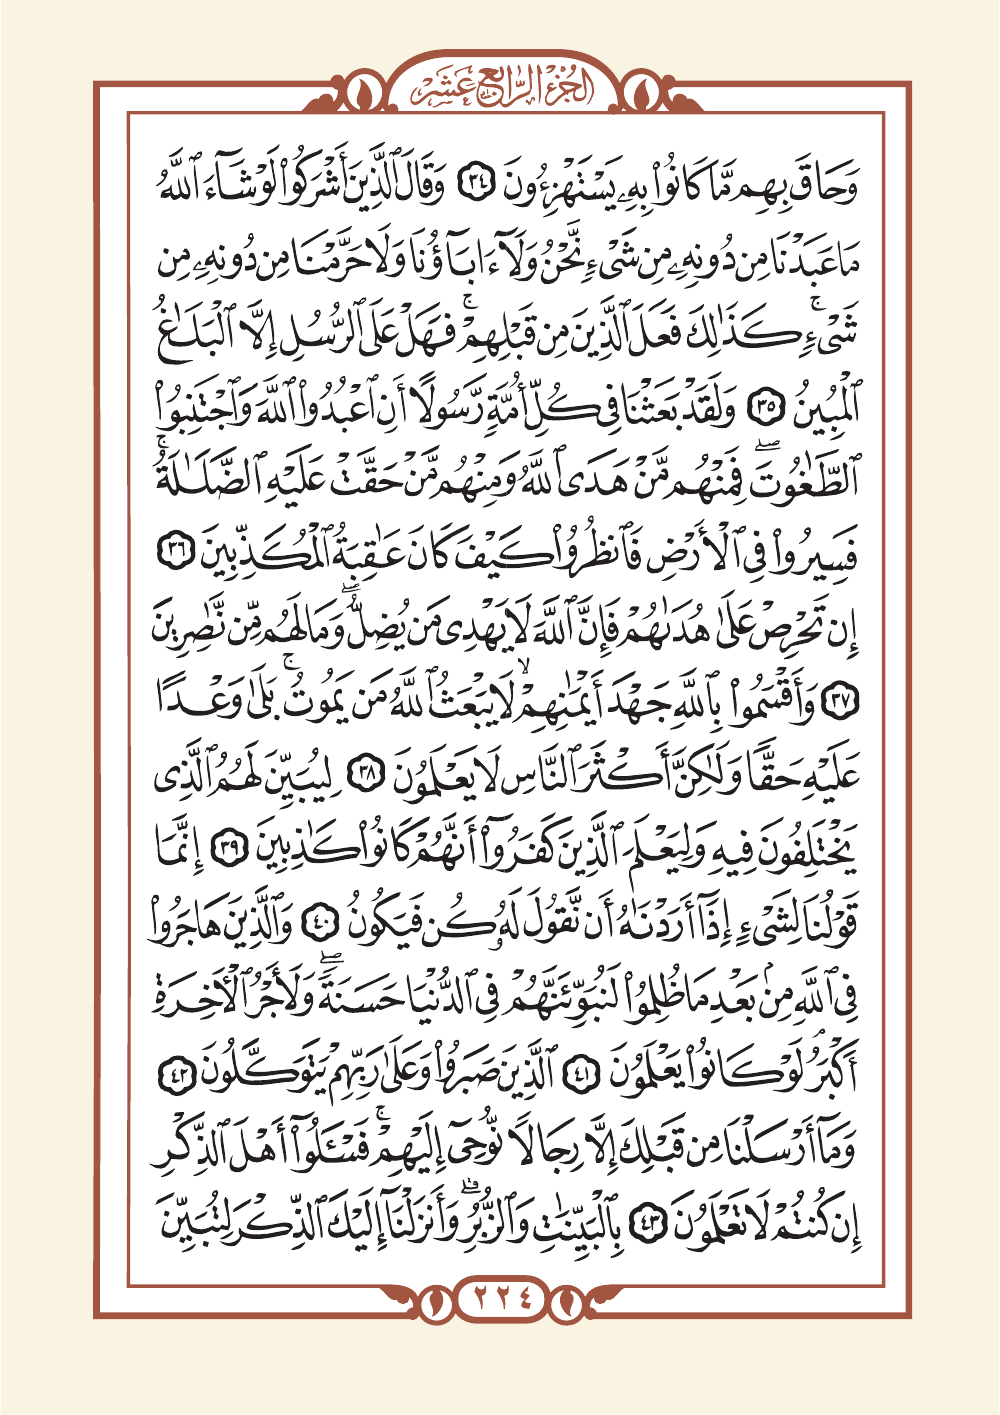 الجزء الرابع عشر
وَحَاقَ بِهِم مَّا كَانُوا۟ بِهِۦ يَسْتَهْزِءُونَ ٣٤ وَقَالَ ٱلَّذِينَ أَشْرَكُوا۟ لَوْ شَآءَ ٱللَّهُ
مَا عَبَدْنَا مِن دُونِهِۦ مِن شَىْءٍ نَّحْنُ وَلَآ ءَابَآؤُنَا وَلَا حَرَّمْنَا مِن دُونِهِۦ مِن
شَىْءٍ ۚ كَذَٰلِكَ فَعَلَ ٱلَّذِينَ مِن قَبْلِهِمْ ۚ فَهَلْ عَلَى ٱلرُّسُلِ إِلَّا ٱلْبَلَٰغُ
ٱلْمُبِينُ ٣٥ وَلَقَدْ بَعَثْنَا فِى كُلِّ أُمَّةٍ رَّسُولًا أَنِ ٱعْبُدُوا۟ ٱللَّهَ وَٱجْتَنِبُوا۟
ٱلطَّٰغُوتَ ۖ فَمِنْهُم مَّنْ هَدَى ٱللَّهُ وَمِنْهُم مَّنْ حَقَّتْ عَلَيْهِ ٱلضَّلَٰلَةُ ۚ
فَسِيرُوا۟ فِى ٱلْأَرْضِ فَٱنظُرُوا۟ كَيْفَ كَانَ عَٰقِبَةُ ٱلْمُكَذِّبِينَ ٣٦
إِن تَحْرِصْ عَلَىٰ هُدَىٰهُمْ فَإِنَّ ٱللَّهَ لَا يَهْدِى مَن يُضِلُّ ۖ وَمَا لَهُم مِّن نَّٰصِرِينَ
٣٧ وَأَقْسَمُوا۟ بِٱللَّهِ جَهْدَ أَيْمَٰنِهِمْ ۙ لَا يَبْعَثُ ٱللَّهُ مَن يَمُوتُ ۚ بَلَىٰ وَعْدًا
عَلَيْهِ حَقًّا وَلَٰكِنَّ أَكْثَرَ ٱلنَّاسِ لَا يَعْلَمُونَ ٣٨ لِيُبَيِّنَ لَهُمُ ٱلَّذِى
يَخْتَلِفُونَ فِيهِ وَلِيَعْلَمَ ٱلَّذِينَ كَفَرُوٓا۟ أَنَّهُمْ كَانُوا۟ كَٰذِبِينَ ٣٩ إِنَّمَا
قَوْلُنَا لِشَىْءٍ إِذَآ أَرَدْنَٰهُ أَن نَّقُولَ لَهُۥ كُن فَيَكُونُ ٤٠ وَٱلَّذِينَ هَاجَرُوا۟
فِى ٱللَّهِ مِنۢ بَعْدِ مَا ظُلِمُوا۟ لَنُبَوِّئَنَّهُمْ فِى ٱلدُّنْيَا حَسَنَةً ۖ وَلَأَجْرُ ٱلْءَاخِرَةِ
أَكْبَرُ ۚ لَوْ كَانُوا۟ يَعْلَمُونَ ٤١ ٱلَّذِينَ صَبَرُوا۟ وَعَلَىٰ رَبِّهِمْ يَتَوَكَّلُونَ ٤٢
وَمَآ أَرْسَلْنَا مِن قَبْلِكَ إِلَّا رِجَالًا نُّوحِىٓ إِلَيْهِمْ ۚ فَسْـَٔلُوٓا۟ أَهْلَ ٱلذِّكْرِ
إِن كُنتُمْ لَا تَعْلَمُونَ ٤٣ بِٱلْبَيِّنَٰتِ وَٱلزُّبُرِ ۗ وَأَنزَلْنَآ إِلَيْكَ ٱلذِّكْرَ لِتُبَيِّنَ
٢٢٤